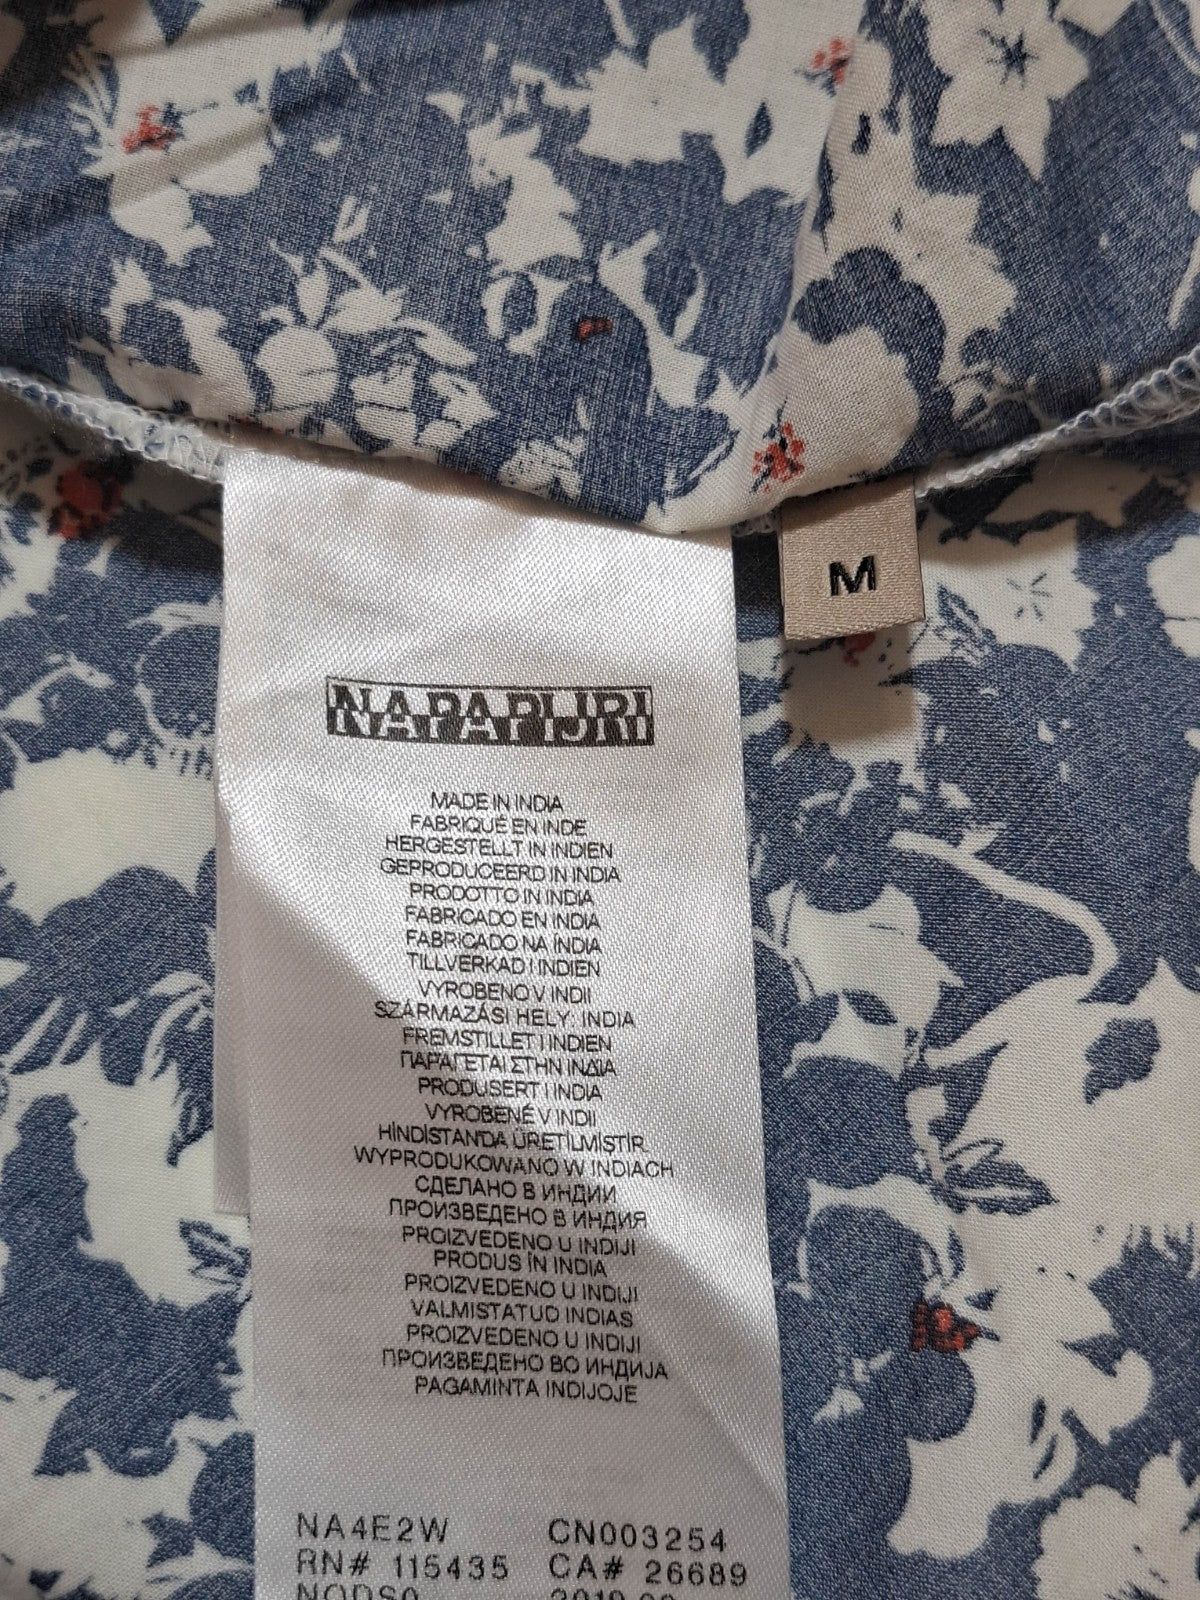 M
NAPAPIJRI
MADE IN INDIA
FABRIQUÉ EN INDE
HERGESTELLT IN INDIEN
GEPRODUCEERD IN INDIA
PRODOTTO IN INDIA
FABRICADO EN INDIA
FABRICADO NA ÍNDIA
TILLVERKAD I INDIEN
VYROBENO V INDII
SZÁRMAZÁSI HELY: INDIA
FREMSTILLET I INDIEN
ΠΑΡΑΓΕΤΑΙ ΣΤΗΝ ΙΝΔΙΑ
PRODUSERT I INDIA
VYROBENÉ V INDII
HİNDİSTAN'DA ÜRETİLMİŞTİR
WYPRODUKOWANO W INDIACH
СДЕЛАНО В ИНДИИ
ПРОИЗВЕДЕНО В ИНДИЯ
PROIZVEDENO U INDIJI
PRODUS ÎN INDIA
PROIZVEDENO U INDIJI
VALMISTATUD INDIAS
PROIZVEDENO U INDIJI
ПРОИЗВЕДЕНО ВО ИНДИЈА
PAGAMINTA INDIJOJE
NA4E2W CN003254
RN# 115435 CA# 26689